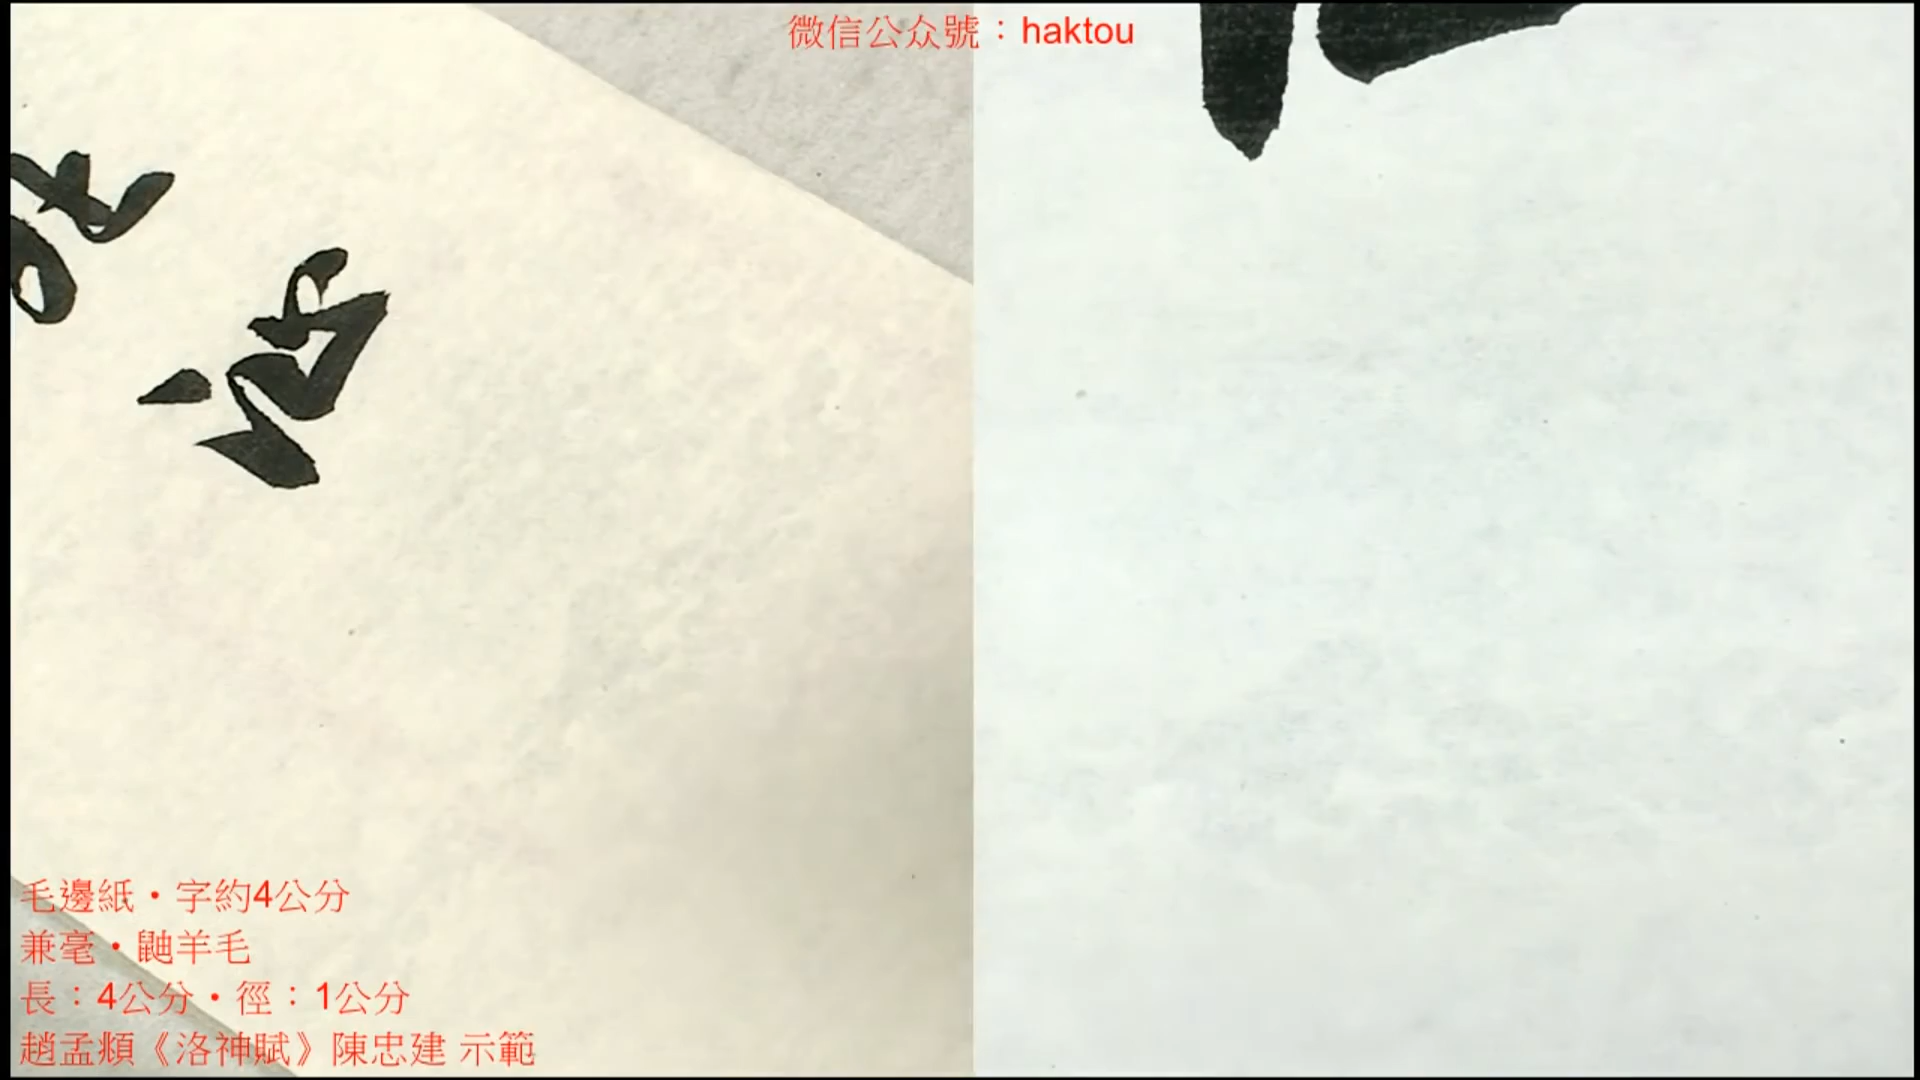 微信公众號：haktou
毛邊紙・字約4公分
兼毫・鼬羊毛
長：4公分・徑：1公分
趙孟頫《洛神賦》陳忠建 示範